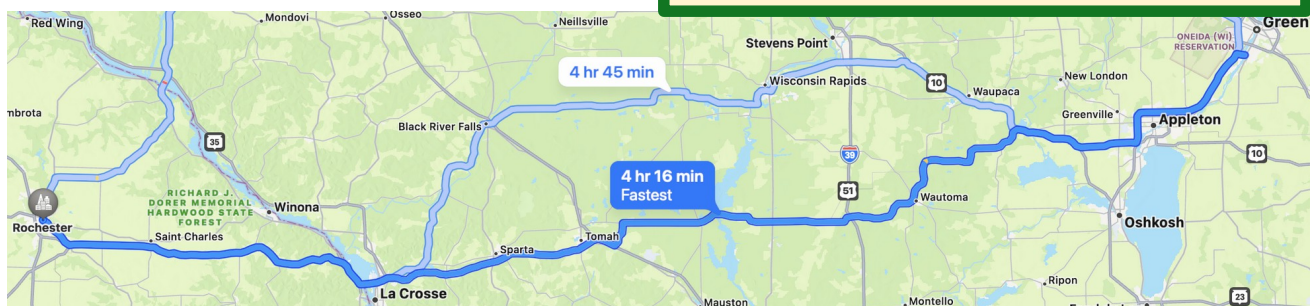 Red Wing
Mondovi
Osseo
Neillsville
Green
ONEIDA (WI)
RESERVATION
Stevens Point
4 hr 45 min
Wisconsin Rapids
10
New London
Waupaca
mbrota
35
Black River Falls
Greenville
Appleton
39
10
4 hr 16 min
Fastest
51
RICHARD J.
DORER MEMORIAL
HARDWOOD STATE
FOREST
Winona
Wautoma
Rochester
Oshkosh
Saint Charles
Tomah
Sparta
Ripon
La Crosse
Mauston
Montello
23